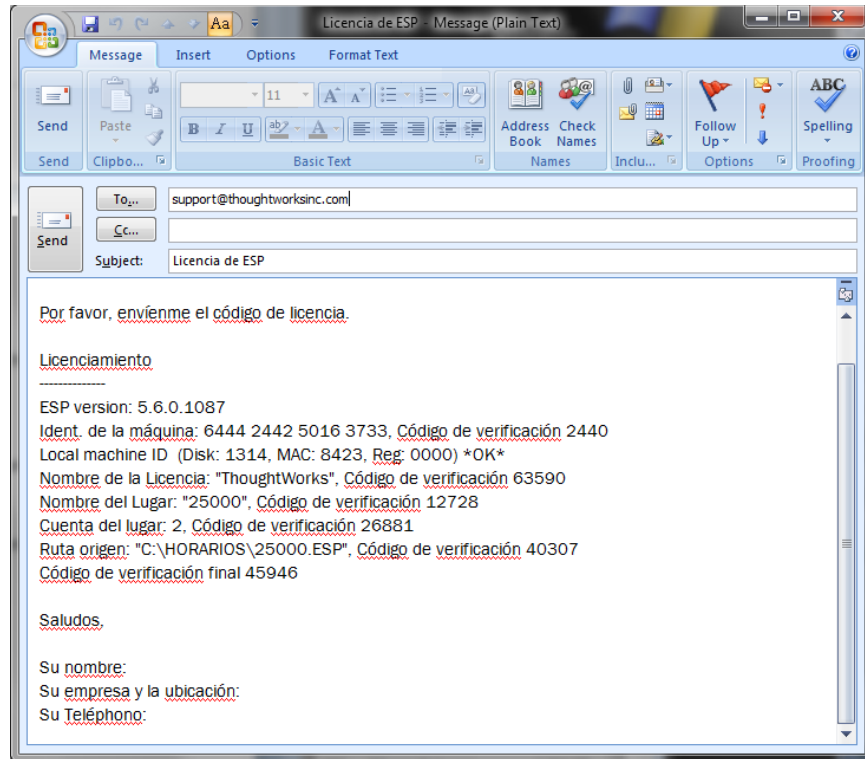 Aa
Licencia de ESP - Message (Plain Text)
Message Insert Options Format Text
Send
Paste
11
A A
ABC
B I U ab A
Address Book
Check Names
Follow Up
ABC
Spelling
Send Clipbo... Basic Text Names Inclu... Options Proofing
Send
To...
support@thoughtworksinc.com
Cc...
Subject:
Licencia de ESP
Por favor, envíenme el código de licencia.
Licenciamiento
--------------
ESP version: 5.6.0.1087
Ident. de la máquina: 6444 2442 5016 3733, Código de verificación 2440
Local machine ID  (Disk: 1314, MAC: 8423, Reg: 0000) *OK*
Nombre de la Licencia: "ThoughtWorks", Código de verificación 63590
Nombre del Lugar: "25000", Código de verificación 12728
Cuenta del lugar: 2, Código de verificación 26881
Ruta origen: "C:\HORARIOS\25000.ESP", Código de verificación 40307
Código de verificación final 45946
Saludos,
Su nombre:
Su empresa y la ubicación:
Su Teléphono: